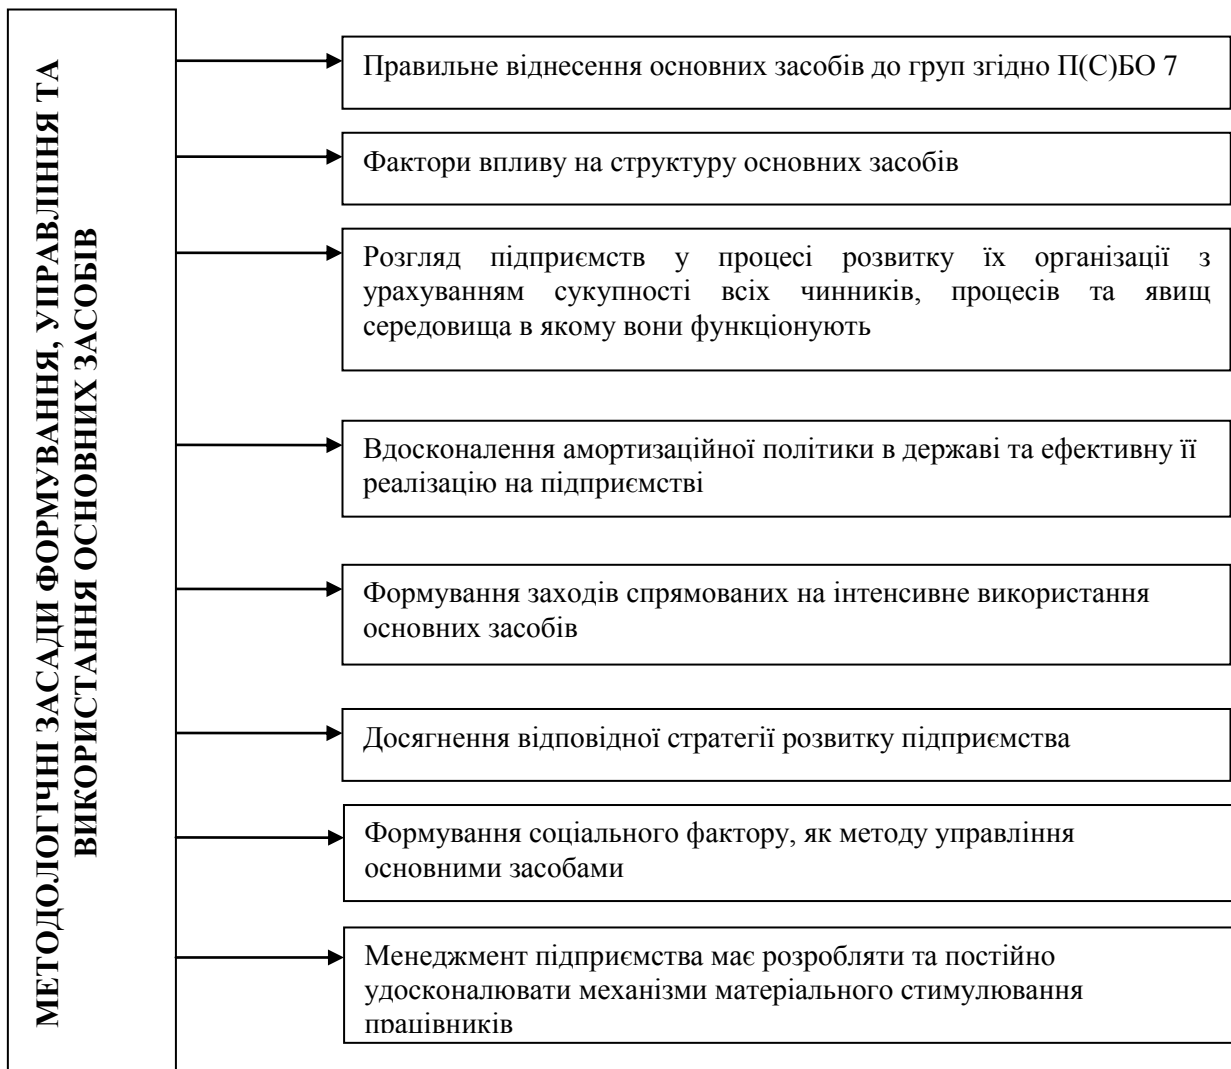 МЕТОДОЛОГІЧНІ ЗАСАДИ ФОРМУВАННЯ, УПРАВЛІННЯ ТА
ВИКОРИСТАННЯ ОСНОВНИХ ЗАСОБІВ
Правильне віднесення основних засобів до груп згідно П(С)БО 7
Фактори впливу на структуру основних засобів
Розгляд підприємств у процесі розвитку їх організації з
урахуванням сукупності всіх чинників, процесів та явищ
середовища в якому вони функціонують
Вдосконалення амортизаційної політики в державі та ефективну її
реалізацію на підприємстві
Формування заходів спрямованих на інтенсивне використання
основних засобів
Досягнення відповідної стратегії розвитку підприємства
Формування соціального фактору, як методу управління
основними засобами
Менеджмент підприємства має розробляти та постійно
удосконалювати механізми матеріального стимулювання
працівників